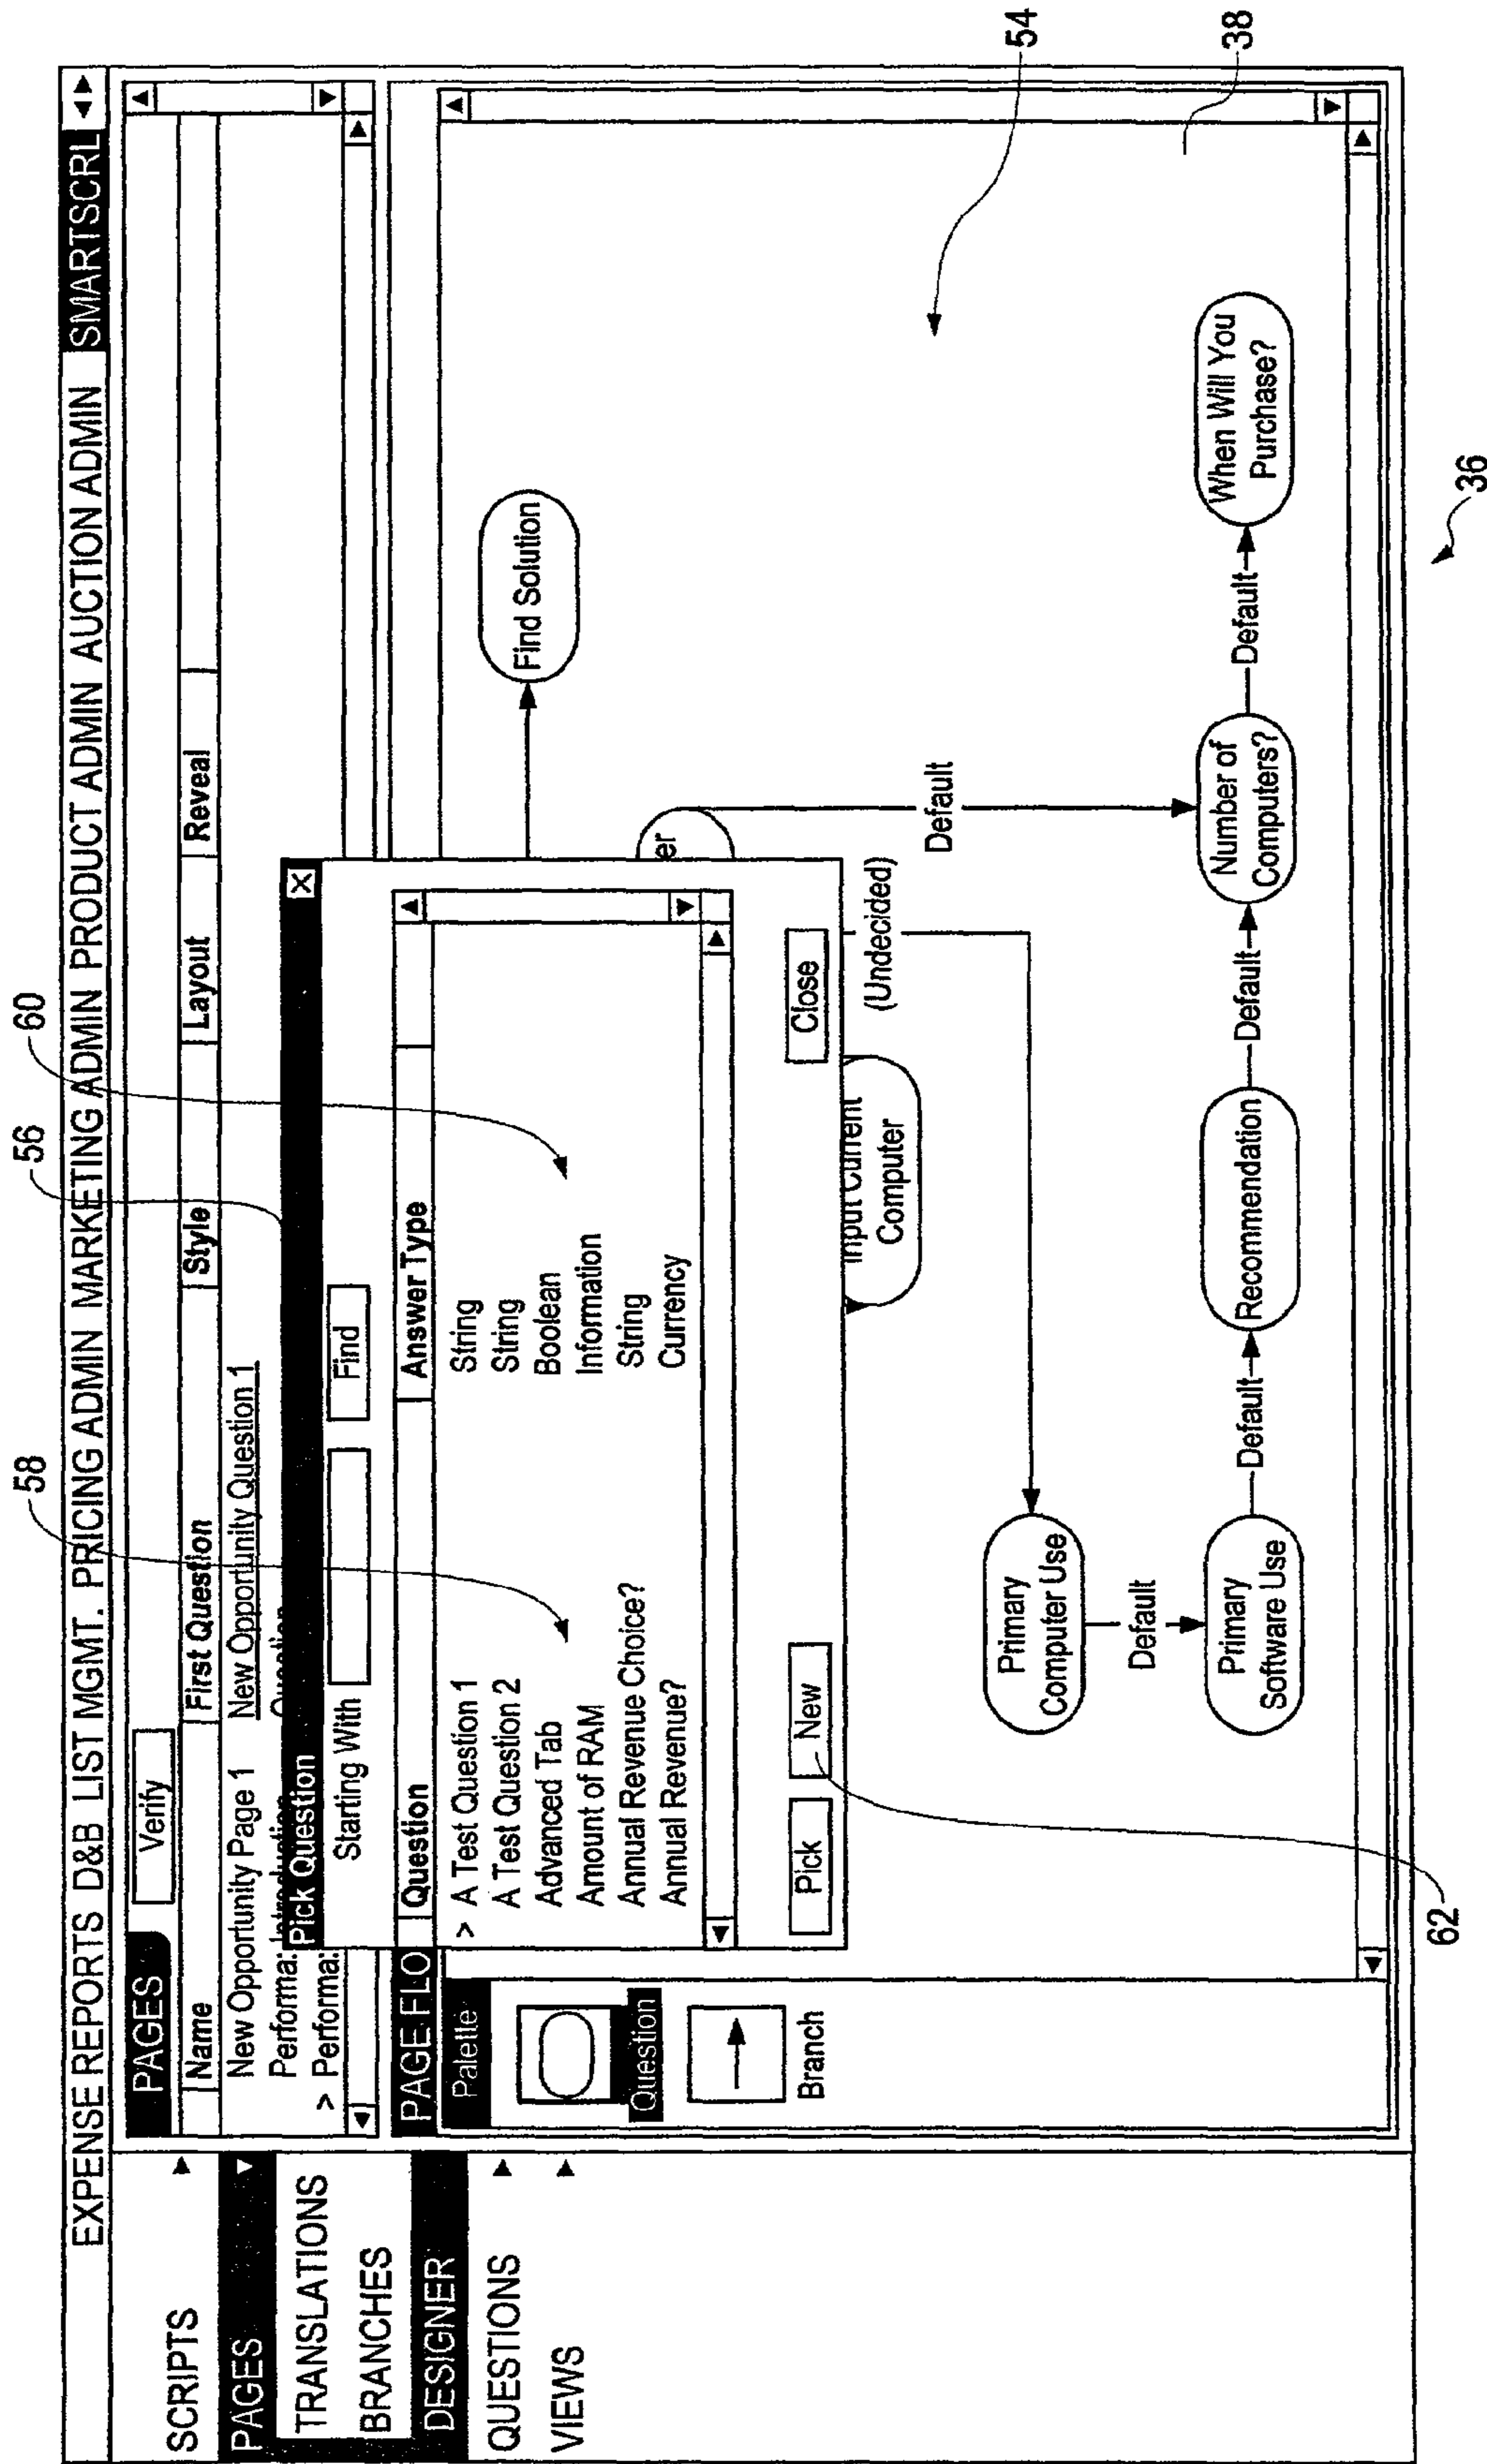 58
56
60
EXPENSE REPORTS D&B LIST MGMT. PRICING ADMIN MARKETING ADMIN PRODUCT ADMIN AUCTION ADMIN SMARTSCRL
SCRIPTS
PAGES
TRANSLATIONS
BRANCHES
DESIGNER
QUESTIONS
VIEWS
PAGES Verify
Name First Question Style Layout Reveal
New Opportunity Page 1 New Opportunity Question 1
Performa: Introduction Question
> Performa:
Pick Question X
Starting With Find
Question Answer Type
> A Test Question 1 String
A Test Question 2 String
Advanced Tab Boolean
Amount of RAM Information
Annual Revenue Choice? String
Annual Revenue? Currency
Pick New Close
PAGE FLO
Palette
Question
Branch
Find Solution
er
Default
(Undecided)
Input Current
Computer
Primary
Computer Use
Default
Primary
Software Use
Default
Recommendation
Default
Number of
Computers?
Default
When Will You
Purchase?
54
38
62
36